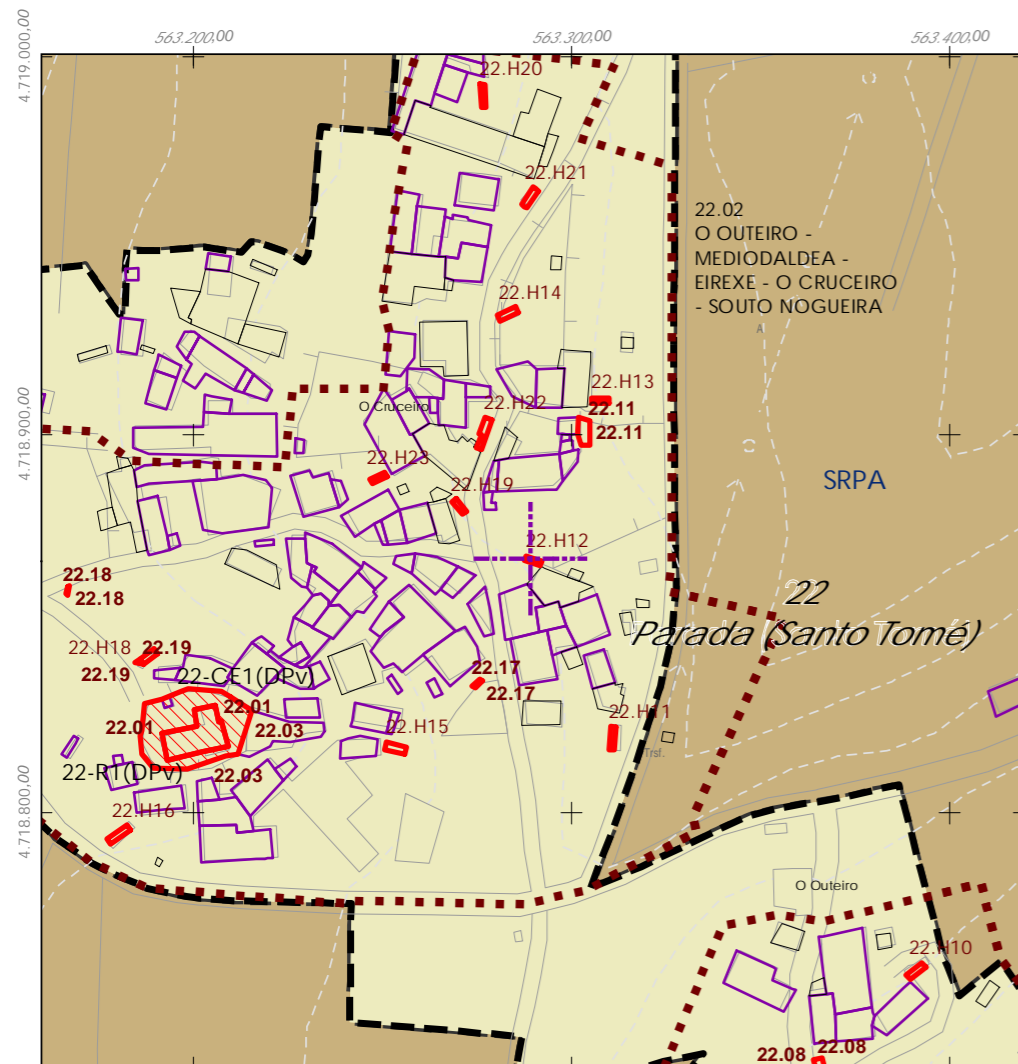 563.200,00
563.300,00
563.400,00
4.719.000,00
22.H20
22.H21
22.02
O OUTEIRO -
MEDIODALDEA -
EIREXE - O CRUCEIRO
- SOUTO NOGUEIRA
22.H14
A
22.H13
22.11
O Cruceiro
22.H22
22.11
4.718.900,00
22.H23
22.H19
SRPA
22.H12
22.18
22.18
22
Parada (Santo Tomé)
22.H18
22.19
22.19
22.17
22-CE1(DPv)
22.17
22.01
22.01
22.03
22.H11
22.H15
Trsf.
22-R1(DPv)
22.03
4.718.800,00
22.H16
O Outeiro
22.H10
22.08
22.08